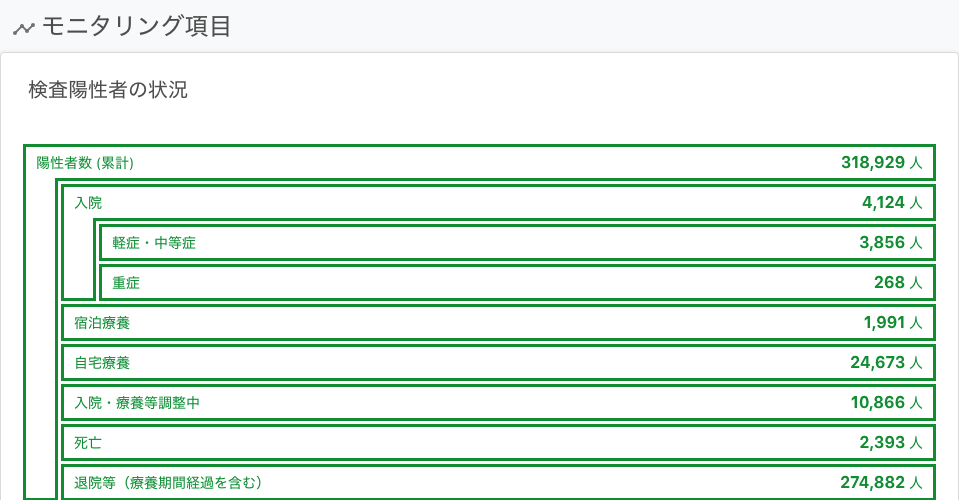 モニタリング項目
検査陽性者の状況
陽性者数 (累計) 318,929 人
入院 4,124 人
軽症・中等症 3,856 人
重症 268 人
宿泊療養 1,991 人
自宅療養 24,673 人
入院・療養等調整中 10,866 人
死亡 2,393 人
退院等（療養期間経過を含む） 274,882 人